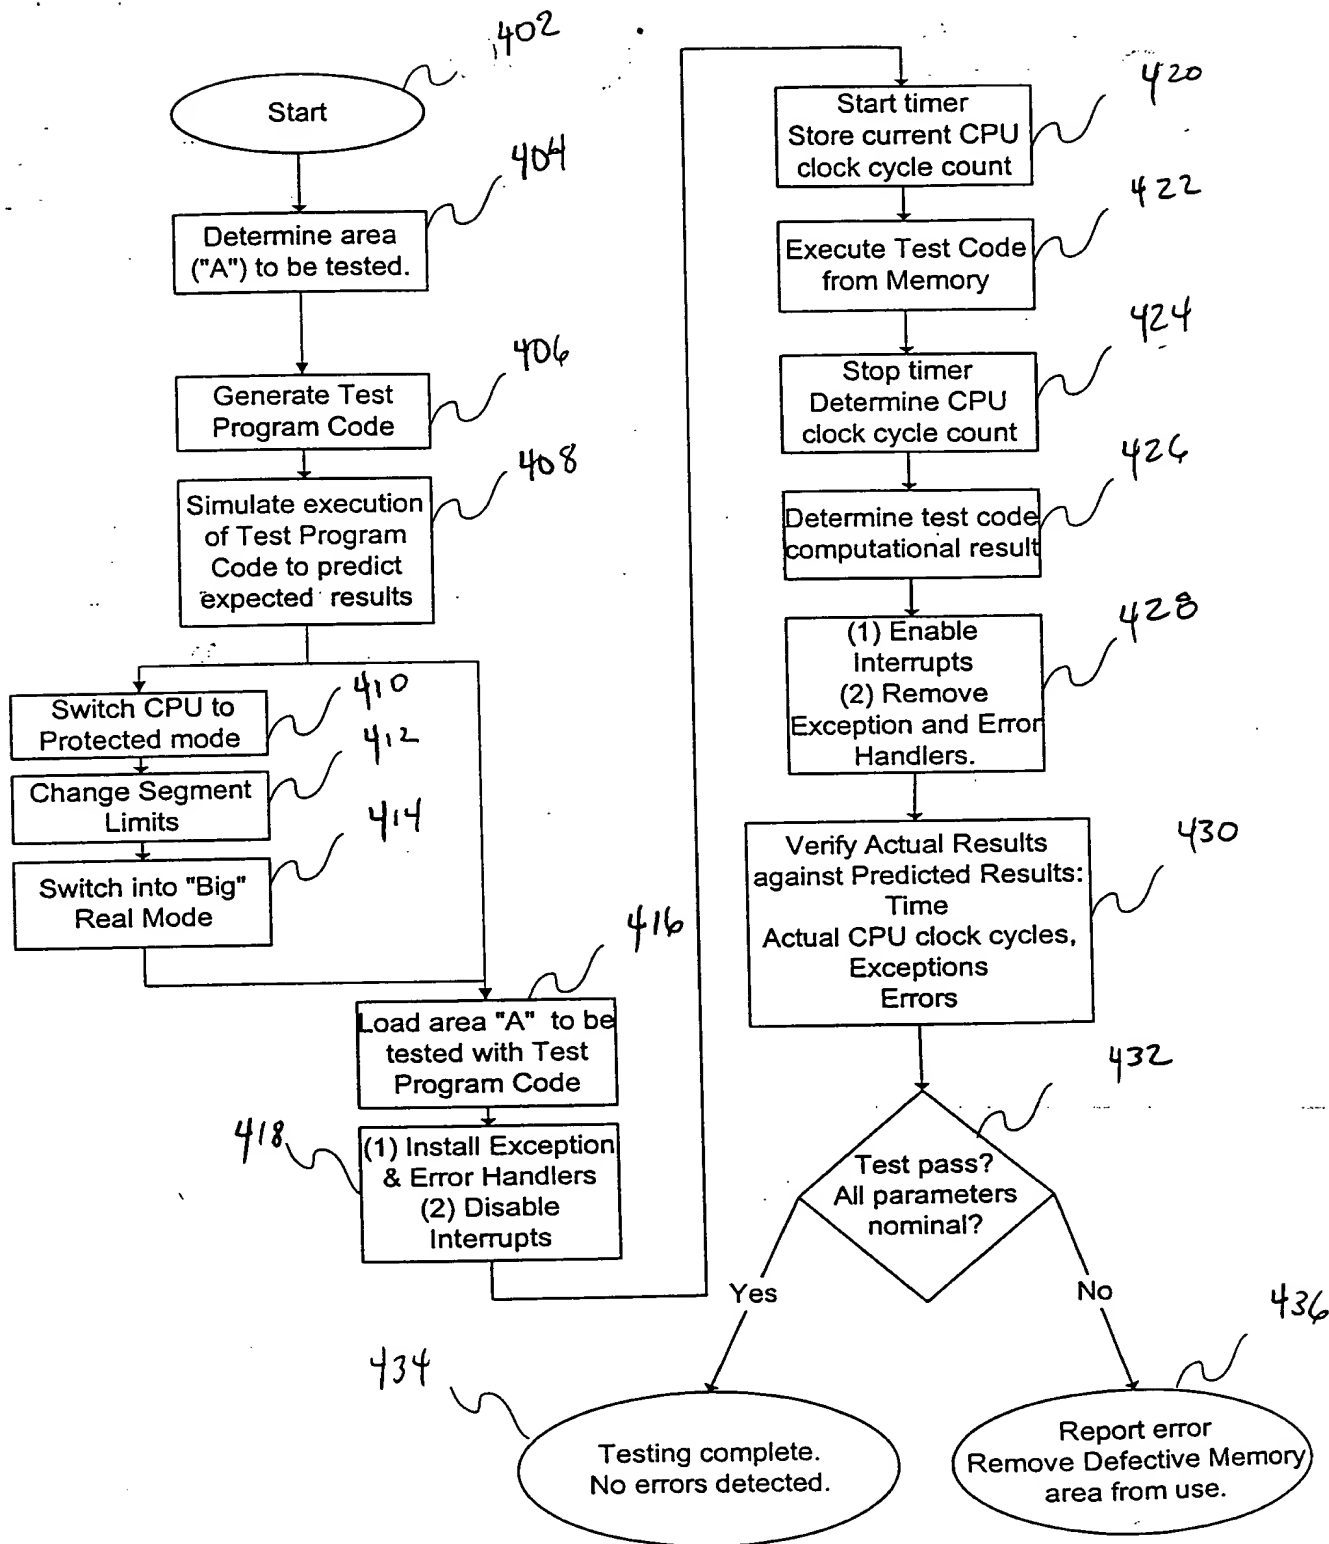 402
Start
404
Determine area
("A") to be tested.
406
Generate Test
Program Code
408
Simulate execution
of Test Program
Code to predict
expected results
410
Switch CPU to
Protected mode
412
Change Segment
Limits
414
Switch into "Big"
Real Mode
416
Load area "A" to be
tested with Test
Program Code
418
(1) Install Exception
& Error Handlers
(2) Disable
Interrupts
420
Start timer
Store current CPU
clock cycle count
422
Execute Test Code
from Memory
424
Stop timer
Determine CPU
clock cycle count
426
Determine test code
computational result
428
(1) Enable
Interrupts
(2) Remove
Exception and Error
Handlers.
430
Verify Actual Results
against Predicted Results:
Time
Actual CPU clock cycles,
Exceptions
Errors
432
Test pass?
All parameters
nominal?
Yes
No
434
Testing complete.
No errors detected.
436
Report error
Remove Defective Memory
area from use.